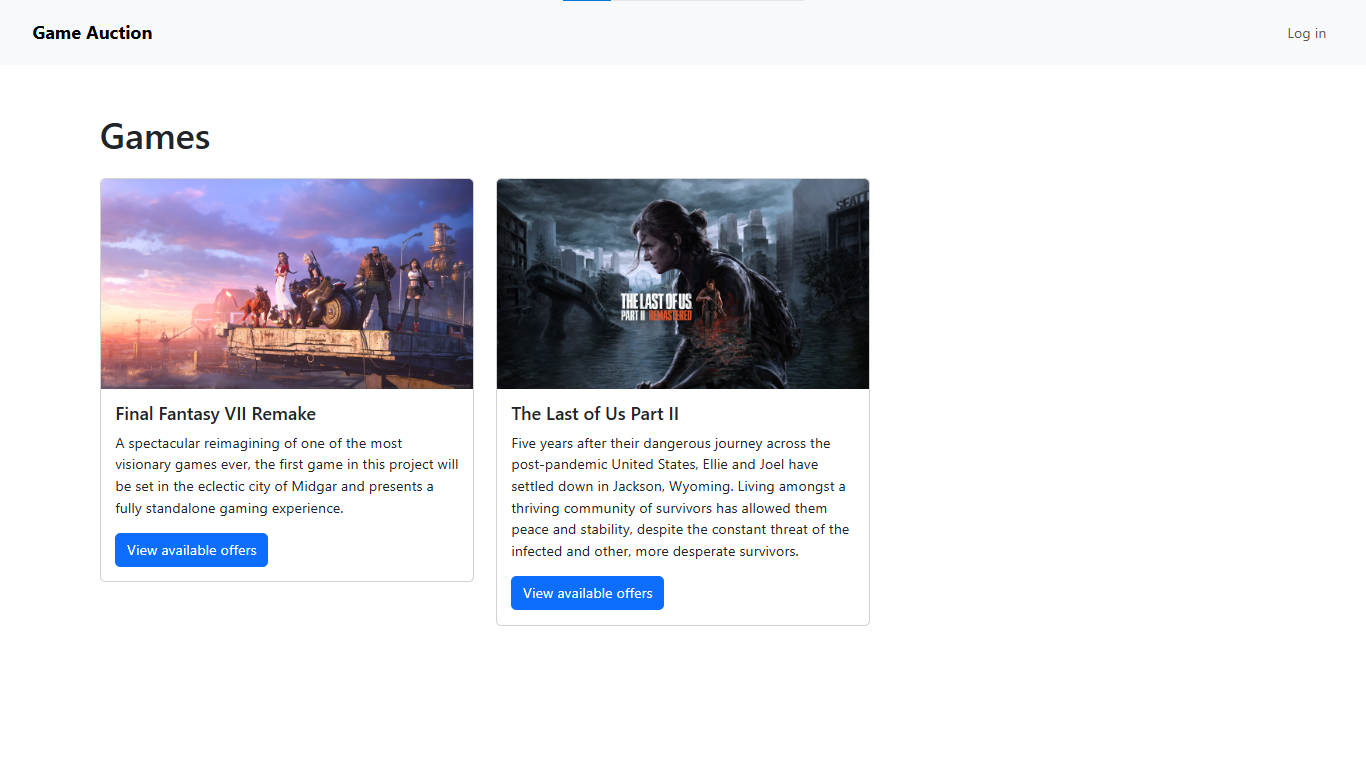 Game Auction
Log in
Games
SEATT
THE LAST OF US
PART II REMASTERED
Final Fantasy VII Remake
A spectacular reimagining of one of the most
visionary games ever, the first game in this project will
be set in the eclectic city of Midgar and presents a
fully standalone gaming experience.
View available offers
The Last of Us Part II
Five years after their dangerous journey across the
post-pandemic United States, Ellie and Joel have
settled down in Jackson, Wyoming. Living amongst a
thriving community of survivors has allowed them
peace and stability, despite the constant threat of the
infected and other, more desperate survivors.
View available offers